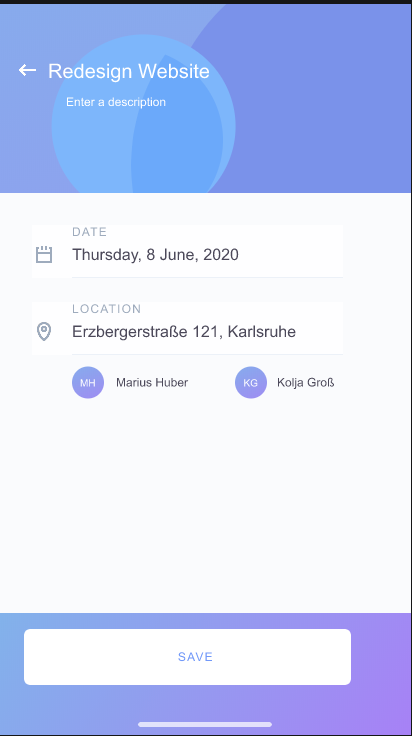 Redesign Website
Enter a description
DATE
Thursday, 8 June, 2020
LOCATION
Erzbergerstraße 121, Karlsruhe
MH Marius Huber KG Kolja Groß
SAVE